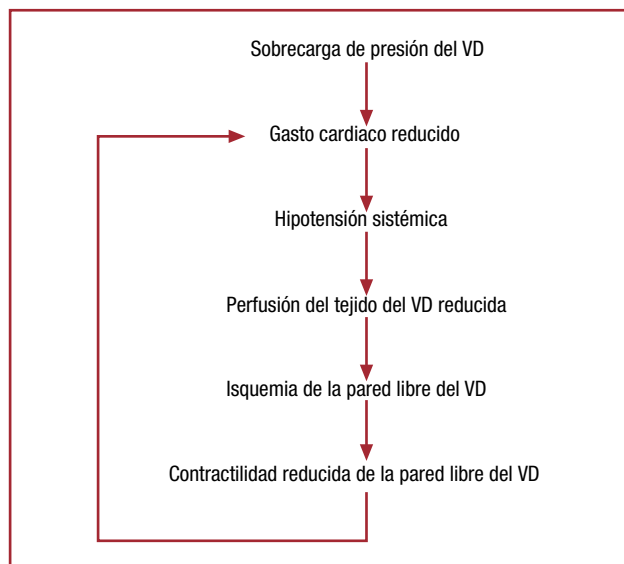 Sobrecarga de presión del VD
Gasto cardiaco reducido
Hipotensión sistémica
Perfusión del tejido del VD reducida
Isquemia de la pared libre del VD
Contractilidad reducida de la pared libre del VD